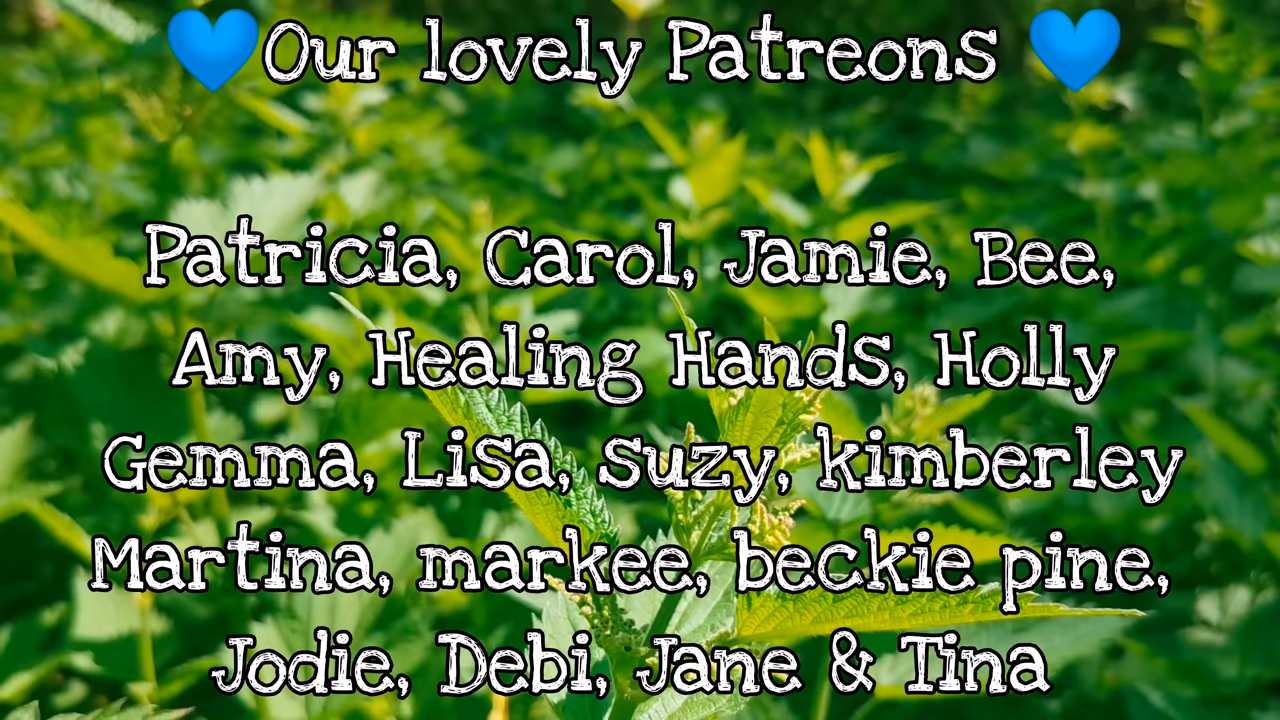 💙Our lovely Patreons 💙
Patricia, Carol, Jamie, Bee,
Amy, Healing Hands, Holly
Gemma, Lisa, suzy, kimberley
Martina, markee, beckie pine,
Jodie, Debi, Jane & Tina